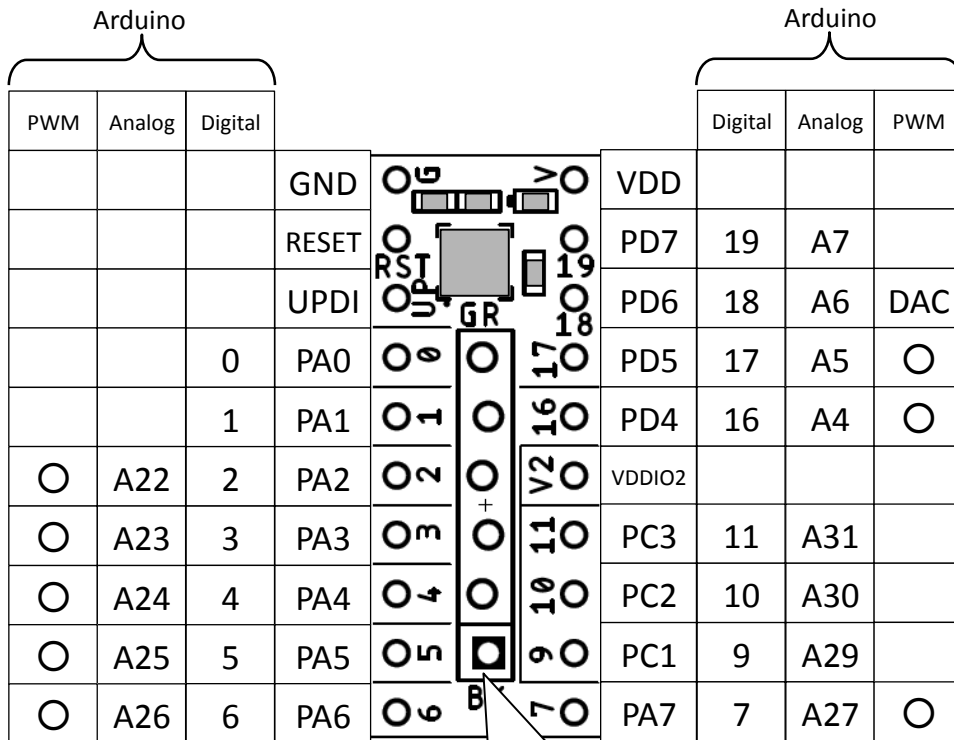 Arduino Arduino
PWM Analog Digital Digital Analog PWM
GND G V VDD
RESET RST 19 PD7 19 A7
UPDI UP 18 PD6 18 A6 DAC
GR
0 PA0 0 17 PD5 17 A5 O
1 PA1 1 16 PD4 16 A4 O
O A22 2 PA2 2 V2 VDDIO2
O A23 3 PA3 3 11 PC3 11 A31
O A24 4 PA4 4 10 PC2 10 A30
O A25 5 PA5 5 9 PC1 9 A29
O A26 6 PA6 6 7 PA7 7 A27 O